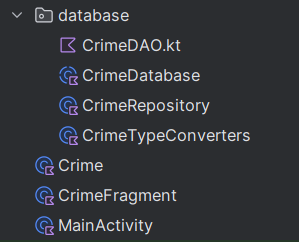 database
CrimeDAO.kt
CrimeDatabase
CrimeRepository
CrimeTypeConverters
Crime
CrimeFragment
MainActivity